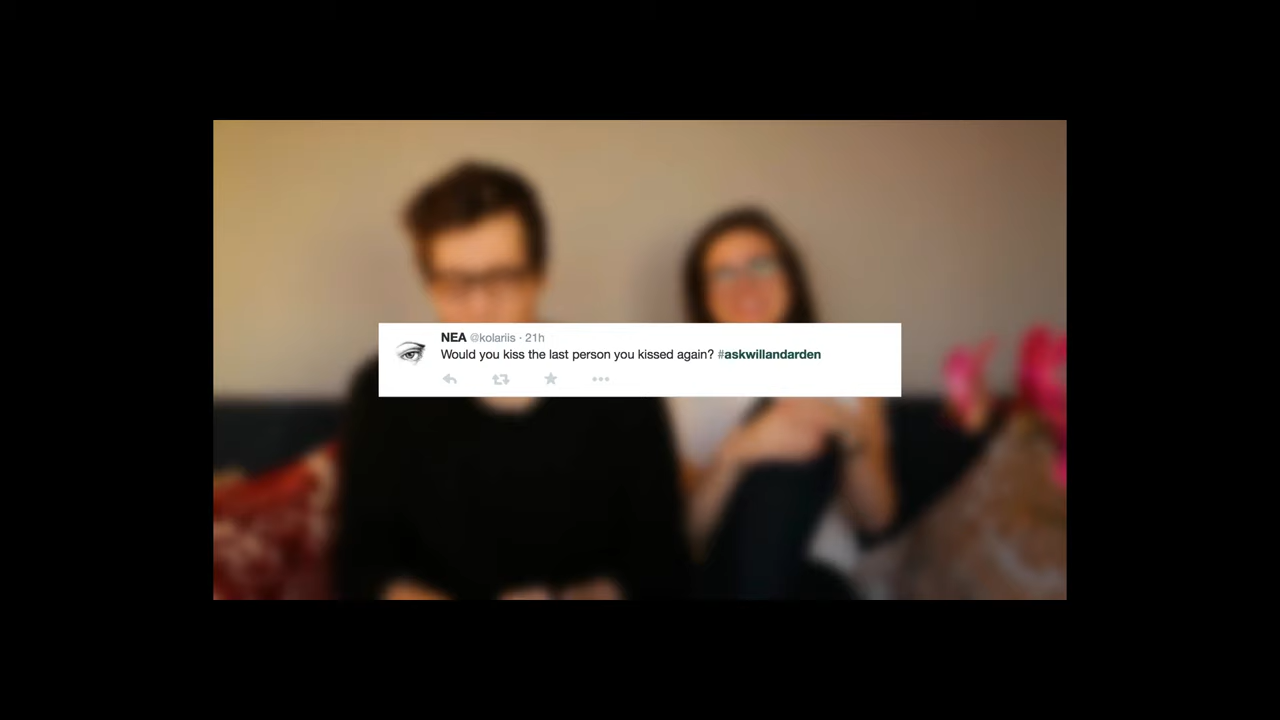 NEA @kolariis · 21h
Would you kiss the last person you kissed again? #askwillandarden